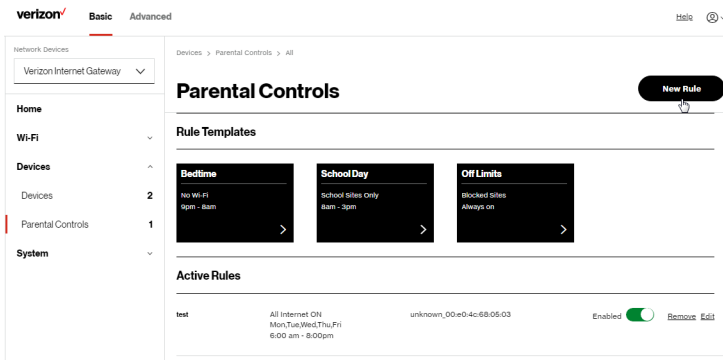 verizon
Basic
Advanced
Help
Network Devices
Verizon Internet Gateway
Home
Wi-Fi
Devices
Devices 2
Parental Controls 1
System
Devices > Parental Controls > All
Parental Controls
New Rule
Rule Templates
Bedtime
No Wi-Fi
9pm - 8am
School Day
School Sites Only
8am - 3pm
Off Limits
Blocked Sites
Always on
Active Rules
test
All Internet ON
Mon,Tue,Wed,Thu,Fri
6:00 am - 8:00pm
unknown_00:e0:4c:68:05:03
Enabled
Remove Edit